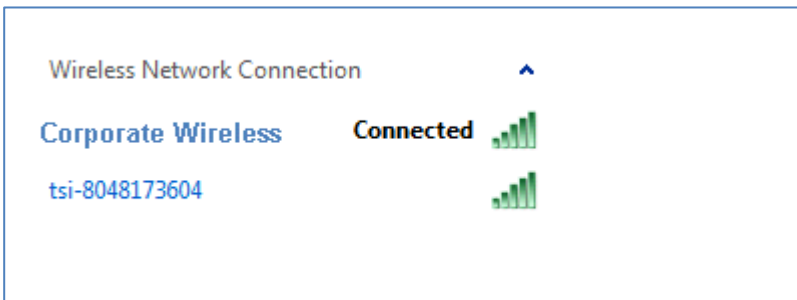 Wireless Network Connection
Corporate Wireless Connected
tsi-8048173604